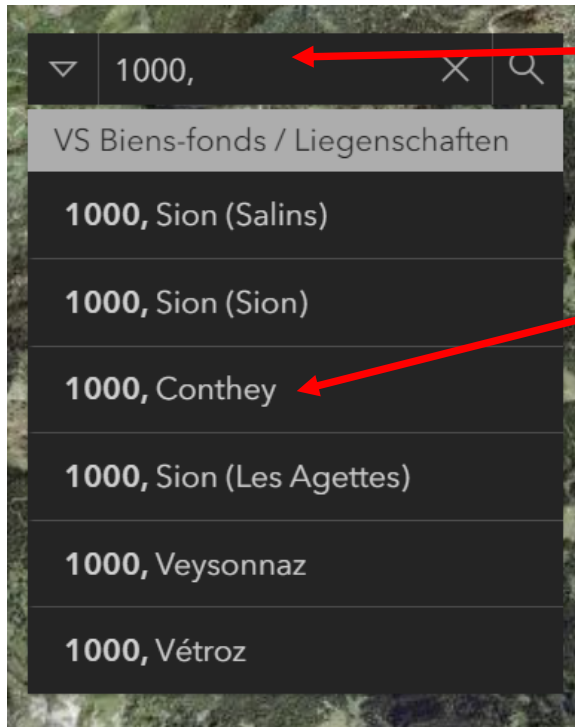 1000,
VS Biens-fonds / Liegenschaften
1000, Sion (Salins)
1000, Sion (Sion)
1000, Conthey
1000, Sion (Les Agettes)
1000, Veysonnaz
1000, Vétroz